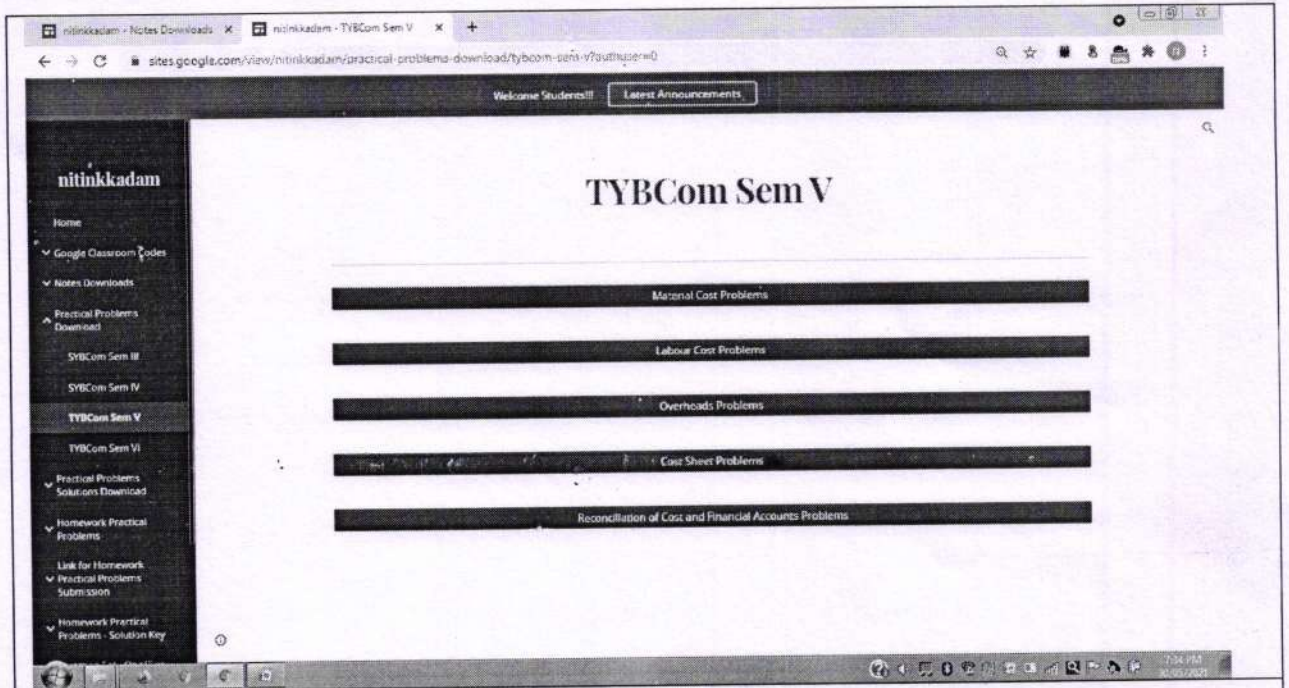 nitinkkadam - Notes Downloads
nitinkkadam - TYBCom Sem V
sites.google.com/view/nitinkkadam/practical-problems-download/tybcom-sem-v?authuser=0
Welcome Students!!!
Latest Announcements
nitinkkadam
Home
Google Classroom Codes
Notes Downloads
Practical Problems
Download
SYBCom Sem III
SYBCom Sem IV
TYBCom Sem V
TYBCom Sem VI
Practical Problems
Solutions Download
Homework Practical
Problems
Link for Homework
Practical Problems
Submission
Homework Practical
Problems - Solution Key
TYBCom Sem V
Material Cost Problems
Labour Cost Problems
Overheads Problems
Cost Sheet Problems
Reconciliation of Cost and Financial Accounts Problems
7:04 PM